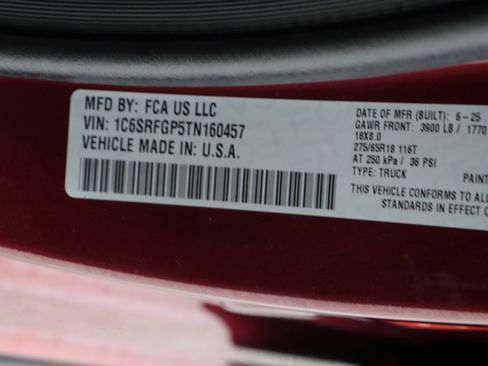 MFD BY: FCA US LLC
VIN: 1C6SRFGP5TN160457
VEHICLE MADE IN: U.S.A.
DATE OF MFR (BUILT): 6-25
GAWR FRONT: 3900 LB / 1770
18X8.0
275/65R18 116T
AT 250 kPa / 36 PSI
TYPE: TRUCK
PAINT
THIS VEHICLE CONFORMS TO ALL
STANDARDS IN EFFECT